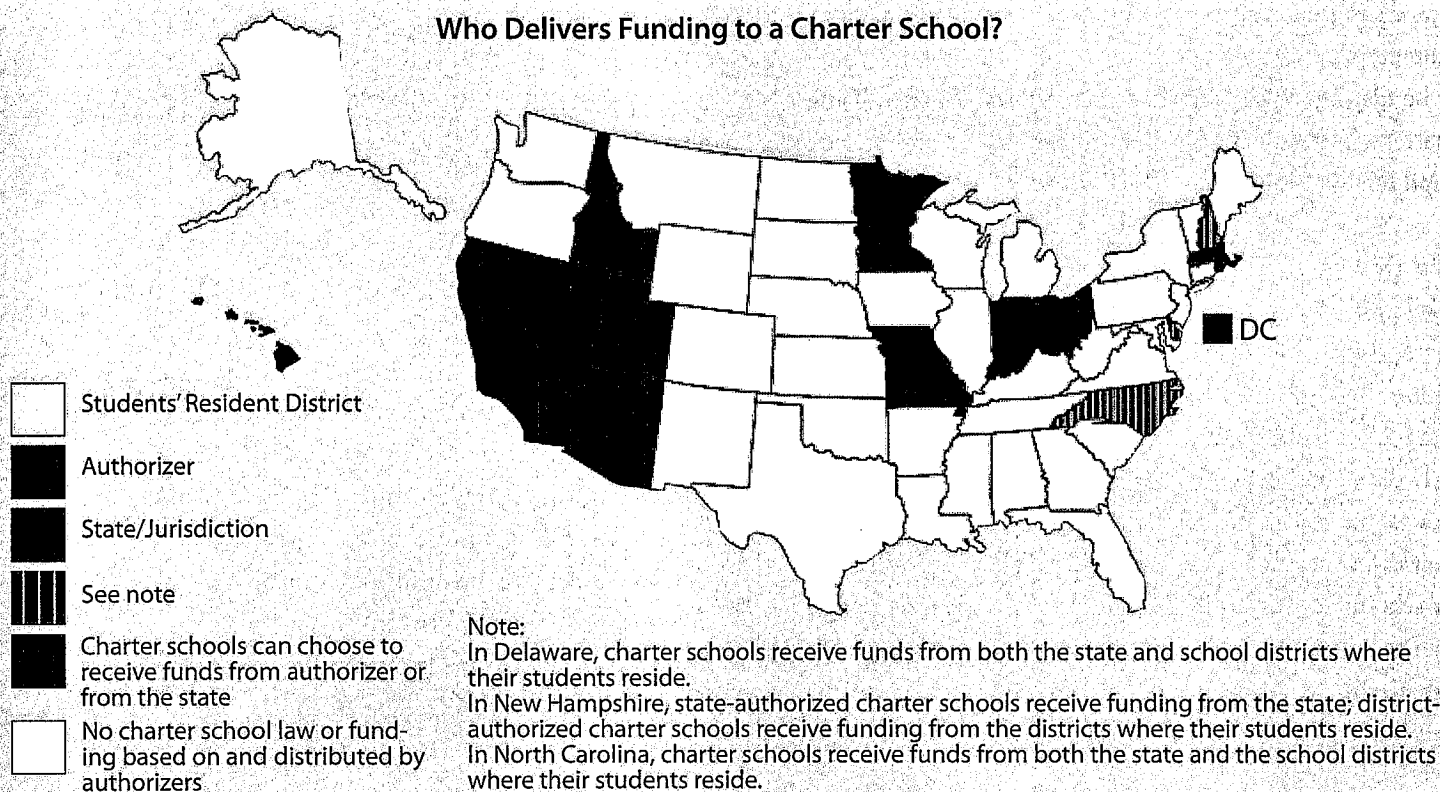 Who Delivers Funding to a Charter School?
DC
Students' Resident District
Authorizer
State/Jurisdiction
See note
Charter schools can choose to
receive funds from authorizer or
from the state
No charter school law or fund-
ing based on and distributed by
authorizers
Note:
In Delaware, charter schools receive funds from both the state and school districts where
their students reside.
In New Hampshire, state-authorized charter schools receive funding from the state; district-
authorized charter schools receive funding from the districts where their students reside.
In North Carolina, charter schools receive funds from both the state and the school districts
where their students reside.